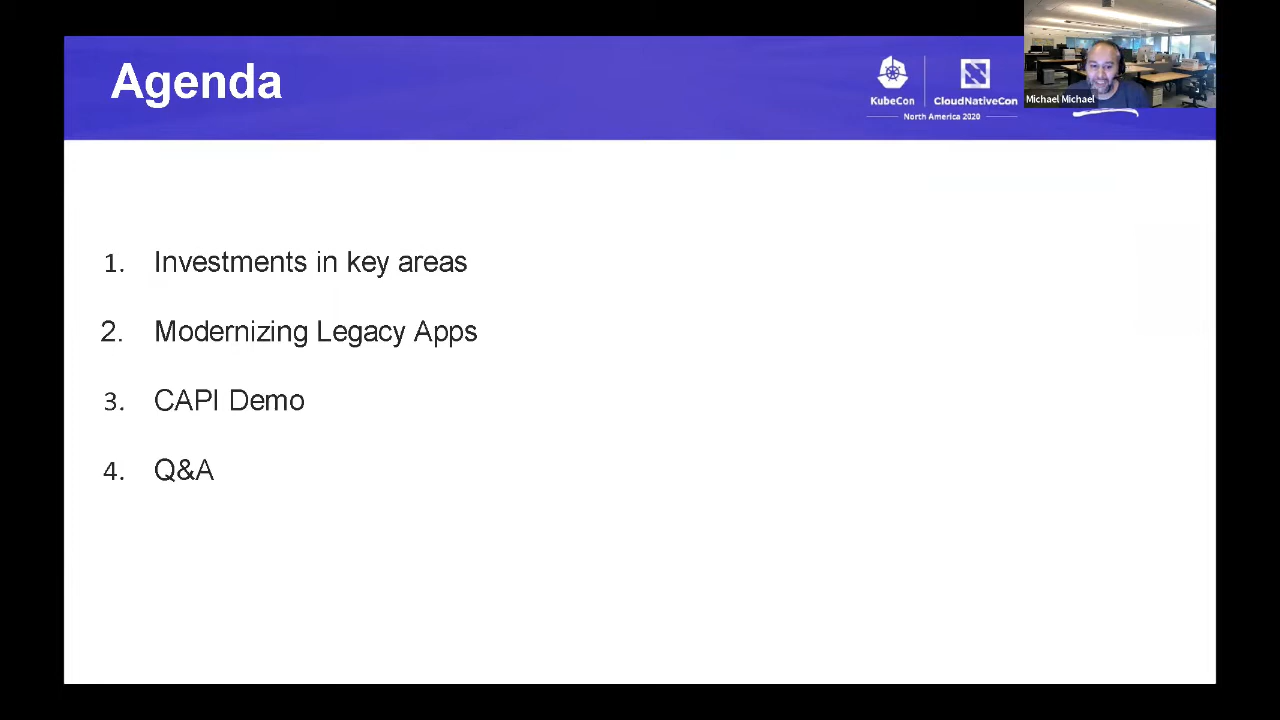 Agenda
KubeCon
CloudNativeCon
North America 2020
Michael Michael
1. Investments in key areas
2. Modernizing Legacy Apps
3. CAPI Demo
4. Q&A